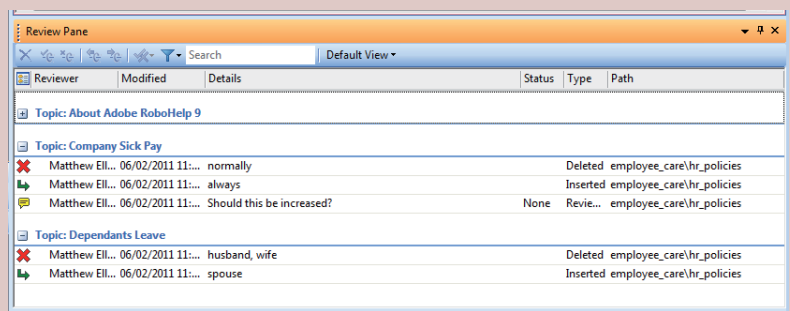 Review Pane
Search Default View
Reviewer Modified Details Status Type Path
Topic: About Adobe RoboHelp 9
Topic: Company Sick Pay
Matthew Ell... 06/02/2011 11:... normally Deleted employee_care\hr_policies
Matthew Ell... 06/02/2011 11:... always Inserted employee_care\hr_policies
Matthew Ell... 06/02/2011 11:... Should this be increased? None Revie... employee_care\hr_policies
Topic: Dependants Leave
Matthew Ell... 06/02/2011 11:... husband, wife Deleted employee_care\hr_policies
Matthew Ell... 06/02/2011 11:... spouse Inserted employee_care\hr_policies